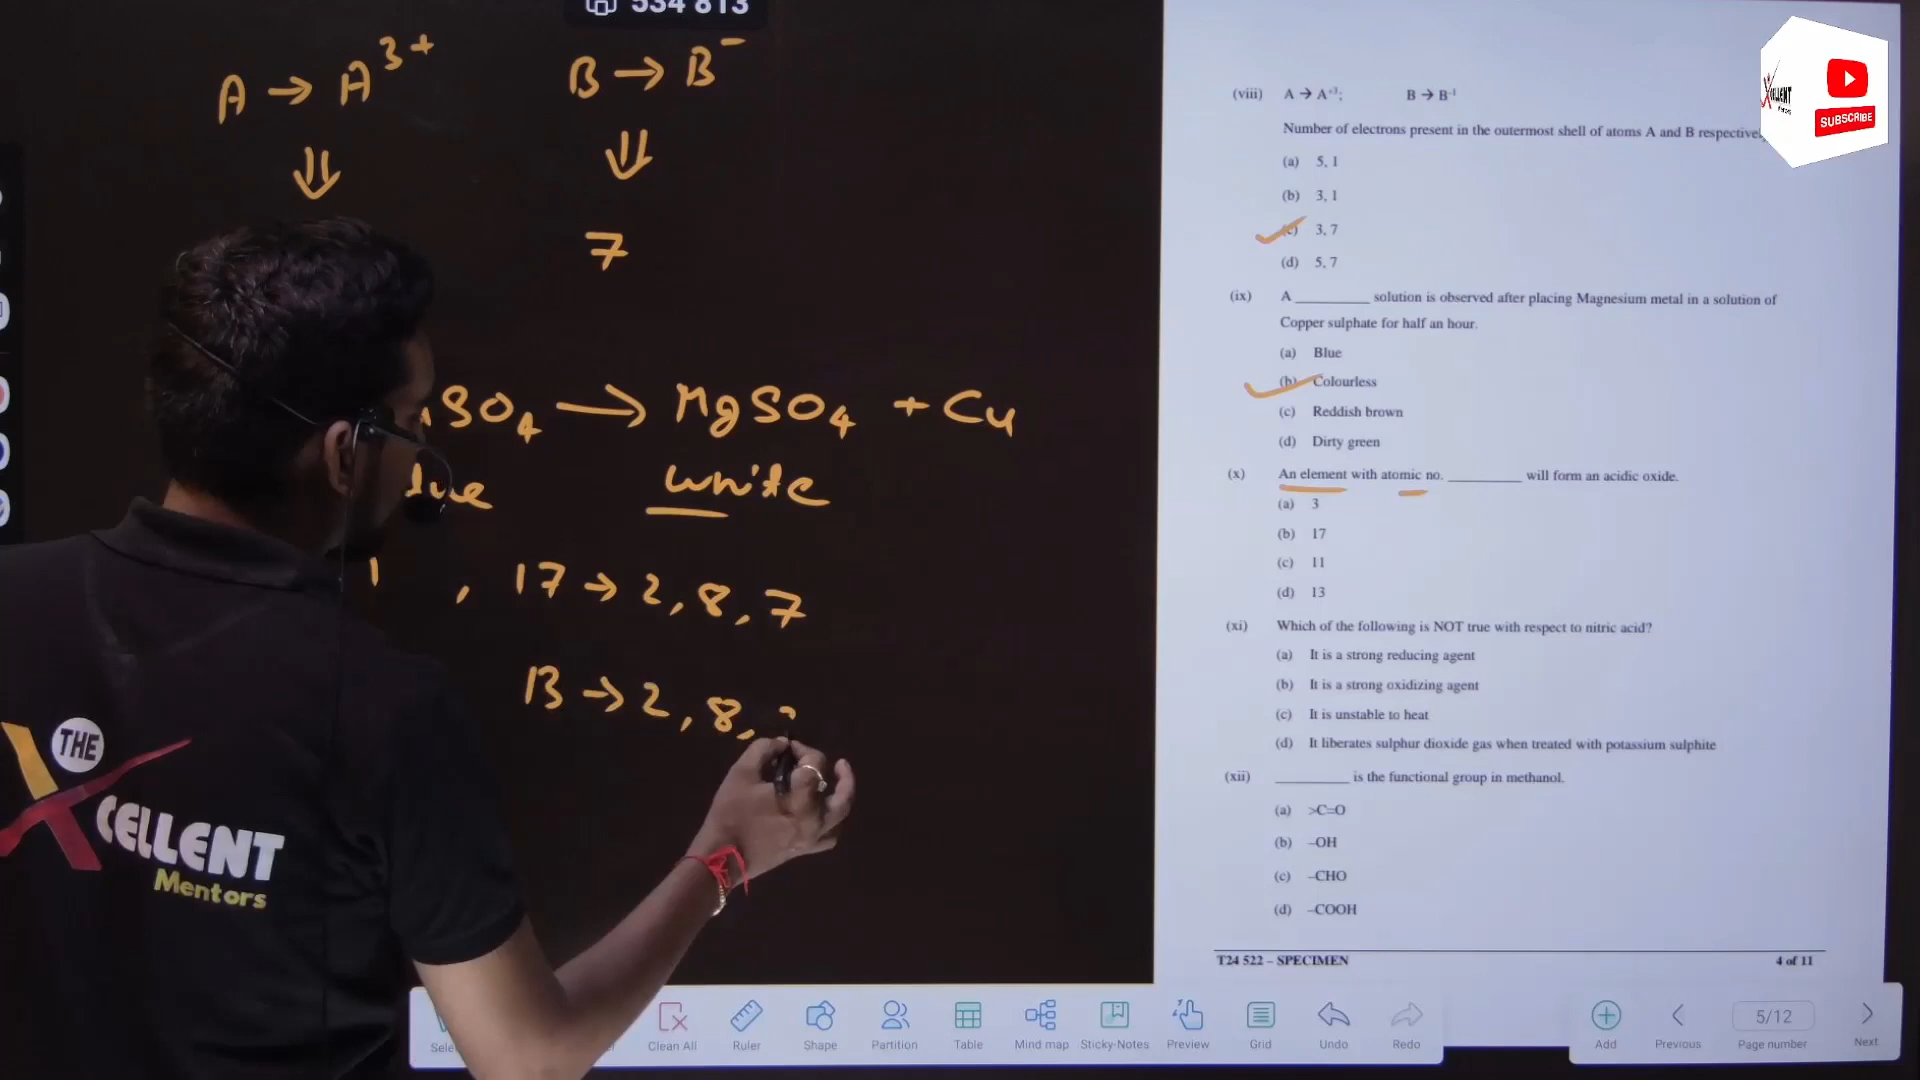 534 813
A → A³⁺
B → B⁻
⇓
⇓
7
SO₄ → MgSO₄ + Cu
white
1 , 17 → 2, 8, 7
13 → 2, 8,
THE
XCELLENT
Mentors
XCELLENT
Mentors
SUBSCRIBE
(viii) A → A⁺³; B → B⁻¹
Number of electrons present in the outermost shell of atoms A and B
(a) 5, 1
(b) 3, 1
(c) 3, 7
(d) 5, 7
(ix) A __________ solution is observed after placing Magnesium metal in a solution of
Copper sulphate for half an hour.
(a) Blue
(b) Colourless
(c) Reddish brown
(d) Dirty green
(x) An element with atomic no. __________ will form an acidic oxide.
(a) 3
(b) 17
(c) 11
(d) 13
(xi) Which of the following is NOT true with respect to nitric acid?
(a) It is a strong reducing agent
(b) It is a strong oxidizing agent
(c) It is unstable to heat
(d) It liberates sulphur dioxide gas when treated with potassium sulphite
(xii) __________ is the functional group in methanol.
(a) >C=O
(b) –OH
(c) –CHO
(d) –COOH
T24 522 – SPECIMEN 4 of 11
Clean All Ruler Shape Partition Table Mind map Sticky-Notes Preview Grid Undo Redo Add Previous Page number Next
5/12